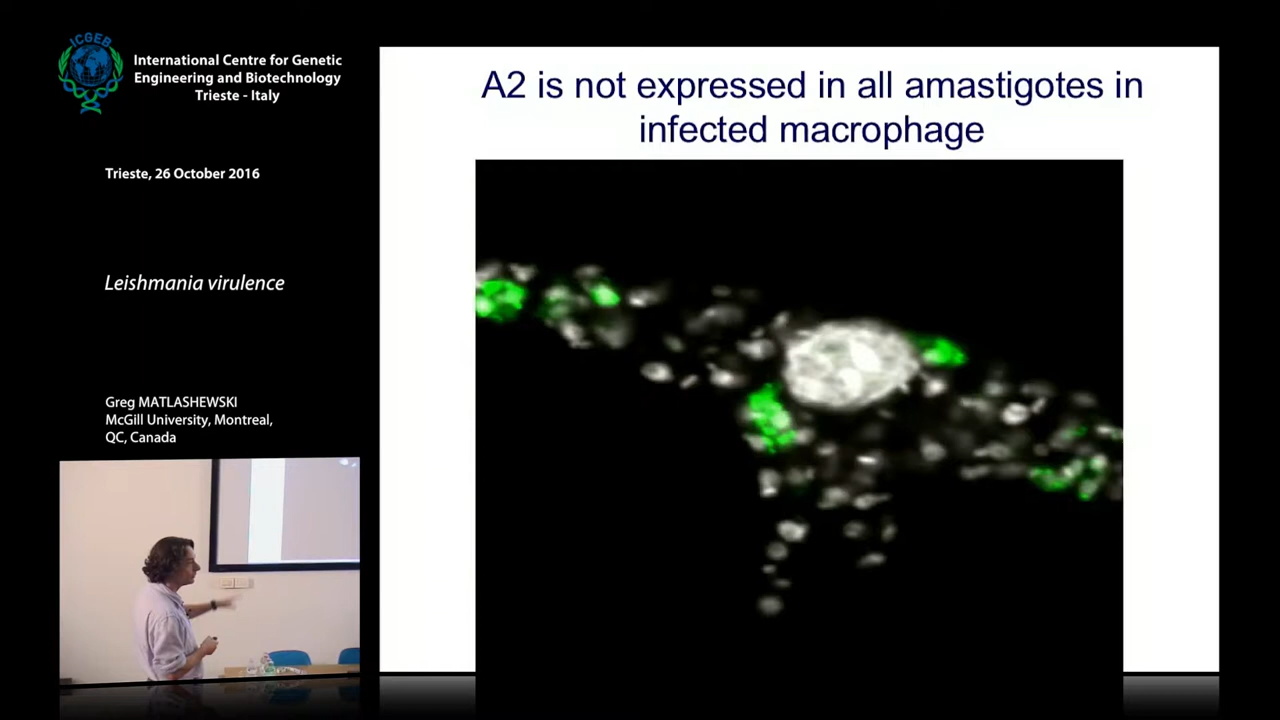 ICGEB
International Centre for Genetic
Engineering and Biotechnology
Trieste - Italy
Trieste, 26 October 2016
Leishmania virulence
Greg MATLASHEWSKI
McGill University, Montreal,
QC, Canada
A2 is not expressed in all amastigotes in
infected macrophage